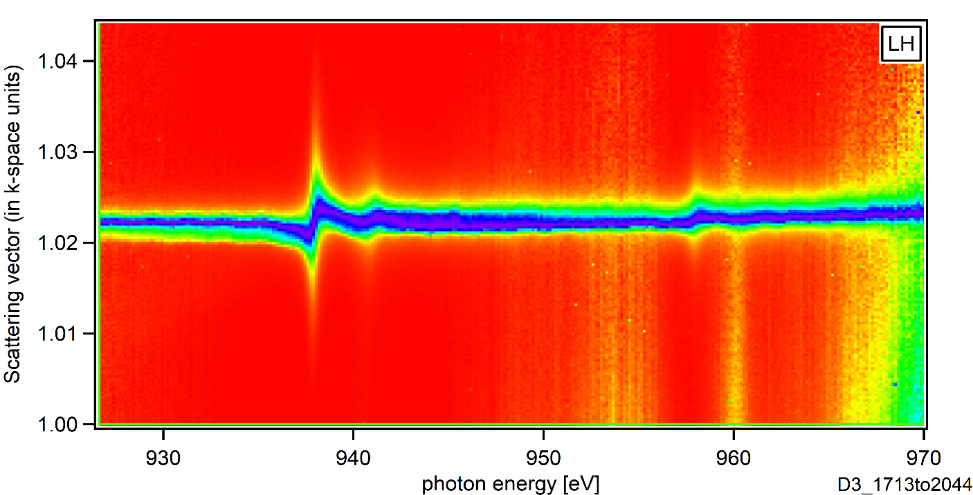 LH
1.04
1.03
1.02
1.01
1.00
Scattering vector (in k-space units)
930 940 950 960 970
photon energy [eV]
D3_1713to2044